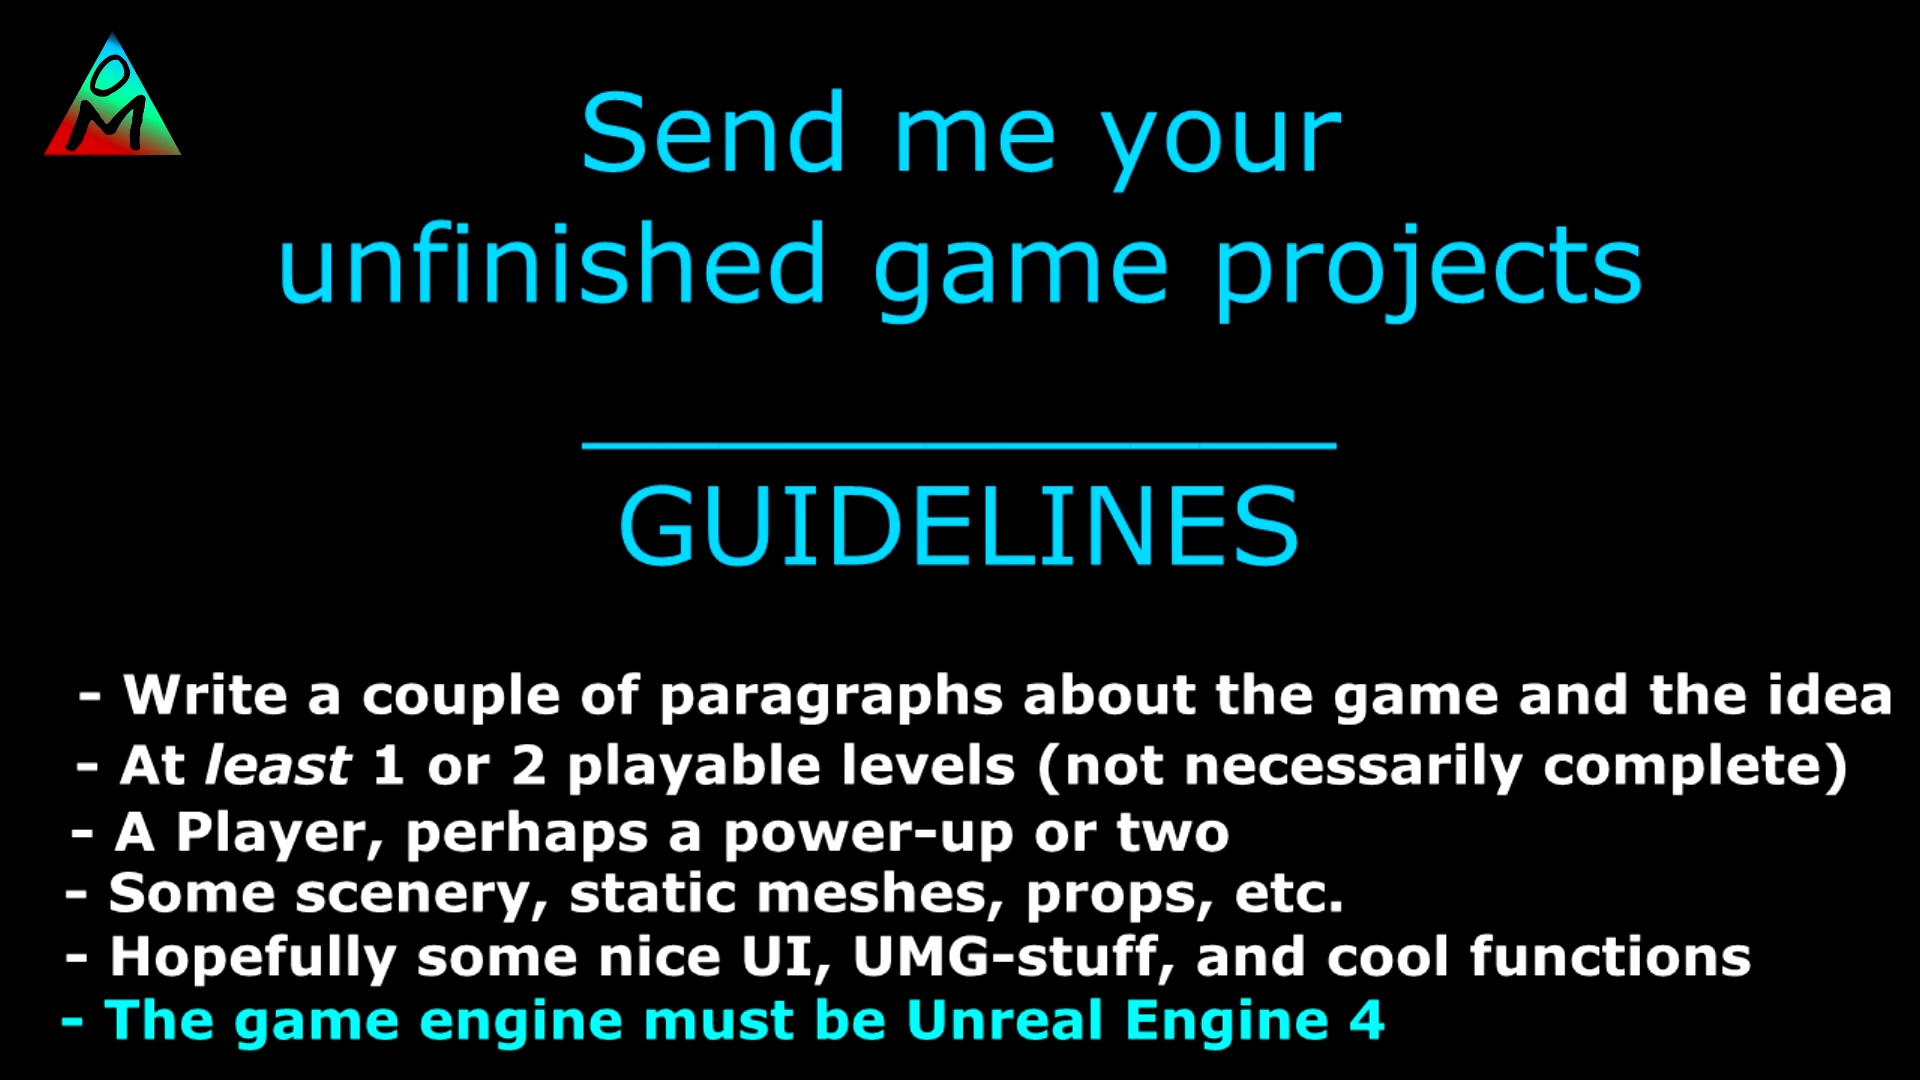 OM
Send me your
unfinished game projects
GUIDELINES
- Write a couple of paragraphs about the game and the idea
- At least 1 or 2 playable levels (not necessarily complete)
- A Player, perhaps a power-up or two
- Some scenery, static meshes, props, etc.
- Hopefully some nice UI, UMG-stuff, and cool functions
- The game engine must be Unreal Engine 4